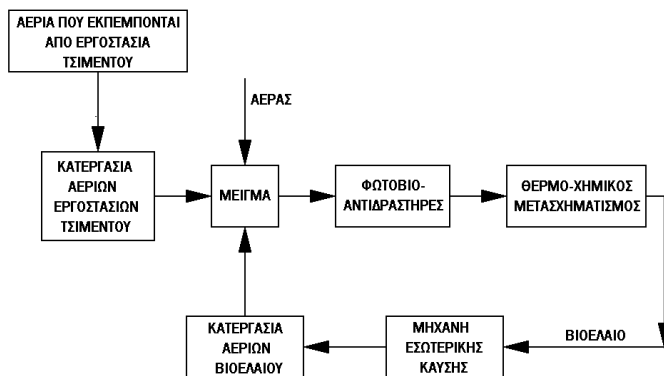 ΑΕΡΙΑ ΠΟΥ ΕΚΠΕΜΠΟΝΤΑΙ
ΑΠΟ ΕΡΓΟΣΤΑΣΙΑ
ΤΣΙΜΕΝΤΟΥ
ΑΕΡΑΣ
ΚΑΤΕΡΓΑΣΙΑ
ΑΕΡΙΩΝ
ΕΡΓΟΣΤΑΣΙΩΝ
ΤΣΙΜΕΝΤΟΥ
ΜΕΙΓΜΑ
ΦΩΤΟΒΙΟ-
ΑΝΤΙΔΡΑΣΤΗΡΕΣ
ΘΕΡΜΟ-ΧΗΜΙΚΟΣ
ΜΕΤΑΣΧΗΜΑΤΙΣΜΟΣ
ΚΑΤΕΡΓΑΣΙΑ
ΑΕΡΙΩΝ
ΒΙΟΕΛΑΙΟΥ
ΜΗΧΑΝΗ
ΕΣΩΤΕΡΙΚΗΣ
ΚΑΥΣΗΣ
ΒΙΟΕΛΑΙΟ